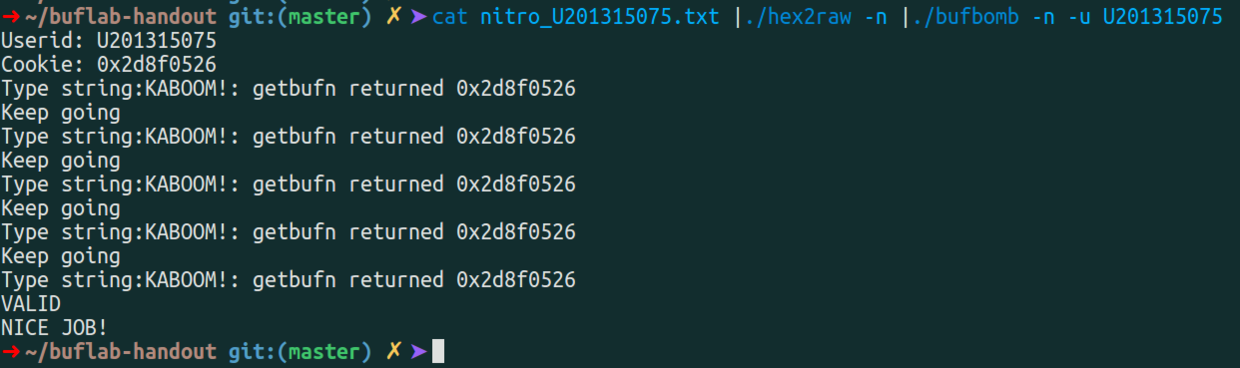 ➜ ~/buflab-handout git:(master) ✗ ➤cat nitro_U201315075.txt |./hex2raw -n |./bufbomb -n -u U201315075
Userid: U201315075
Cookie: 0x2d8f0526
Type string:KABOOM!: getbufn returned 0x2d8f0526
Keep going
Type string:KABOOM!: getbufn returned 0x2d8f0526
Keep going
Type string:KABOOM!: getbufn returned 0x2d8f0526
Keep going
Type string:KABOOM!: getbufn returned 0x2d8f0526
Keep going
Type string:KABOOM!: getbufn returned 0x2d8f0526
VALID
NICE JOB!
➜ ~/buflab-handout git:(master) ✗ ➤